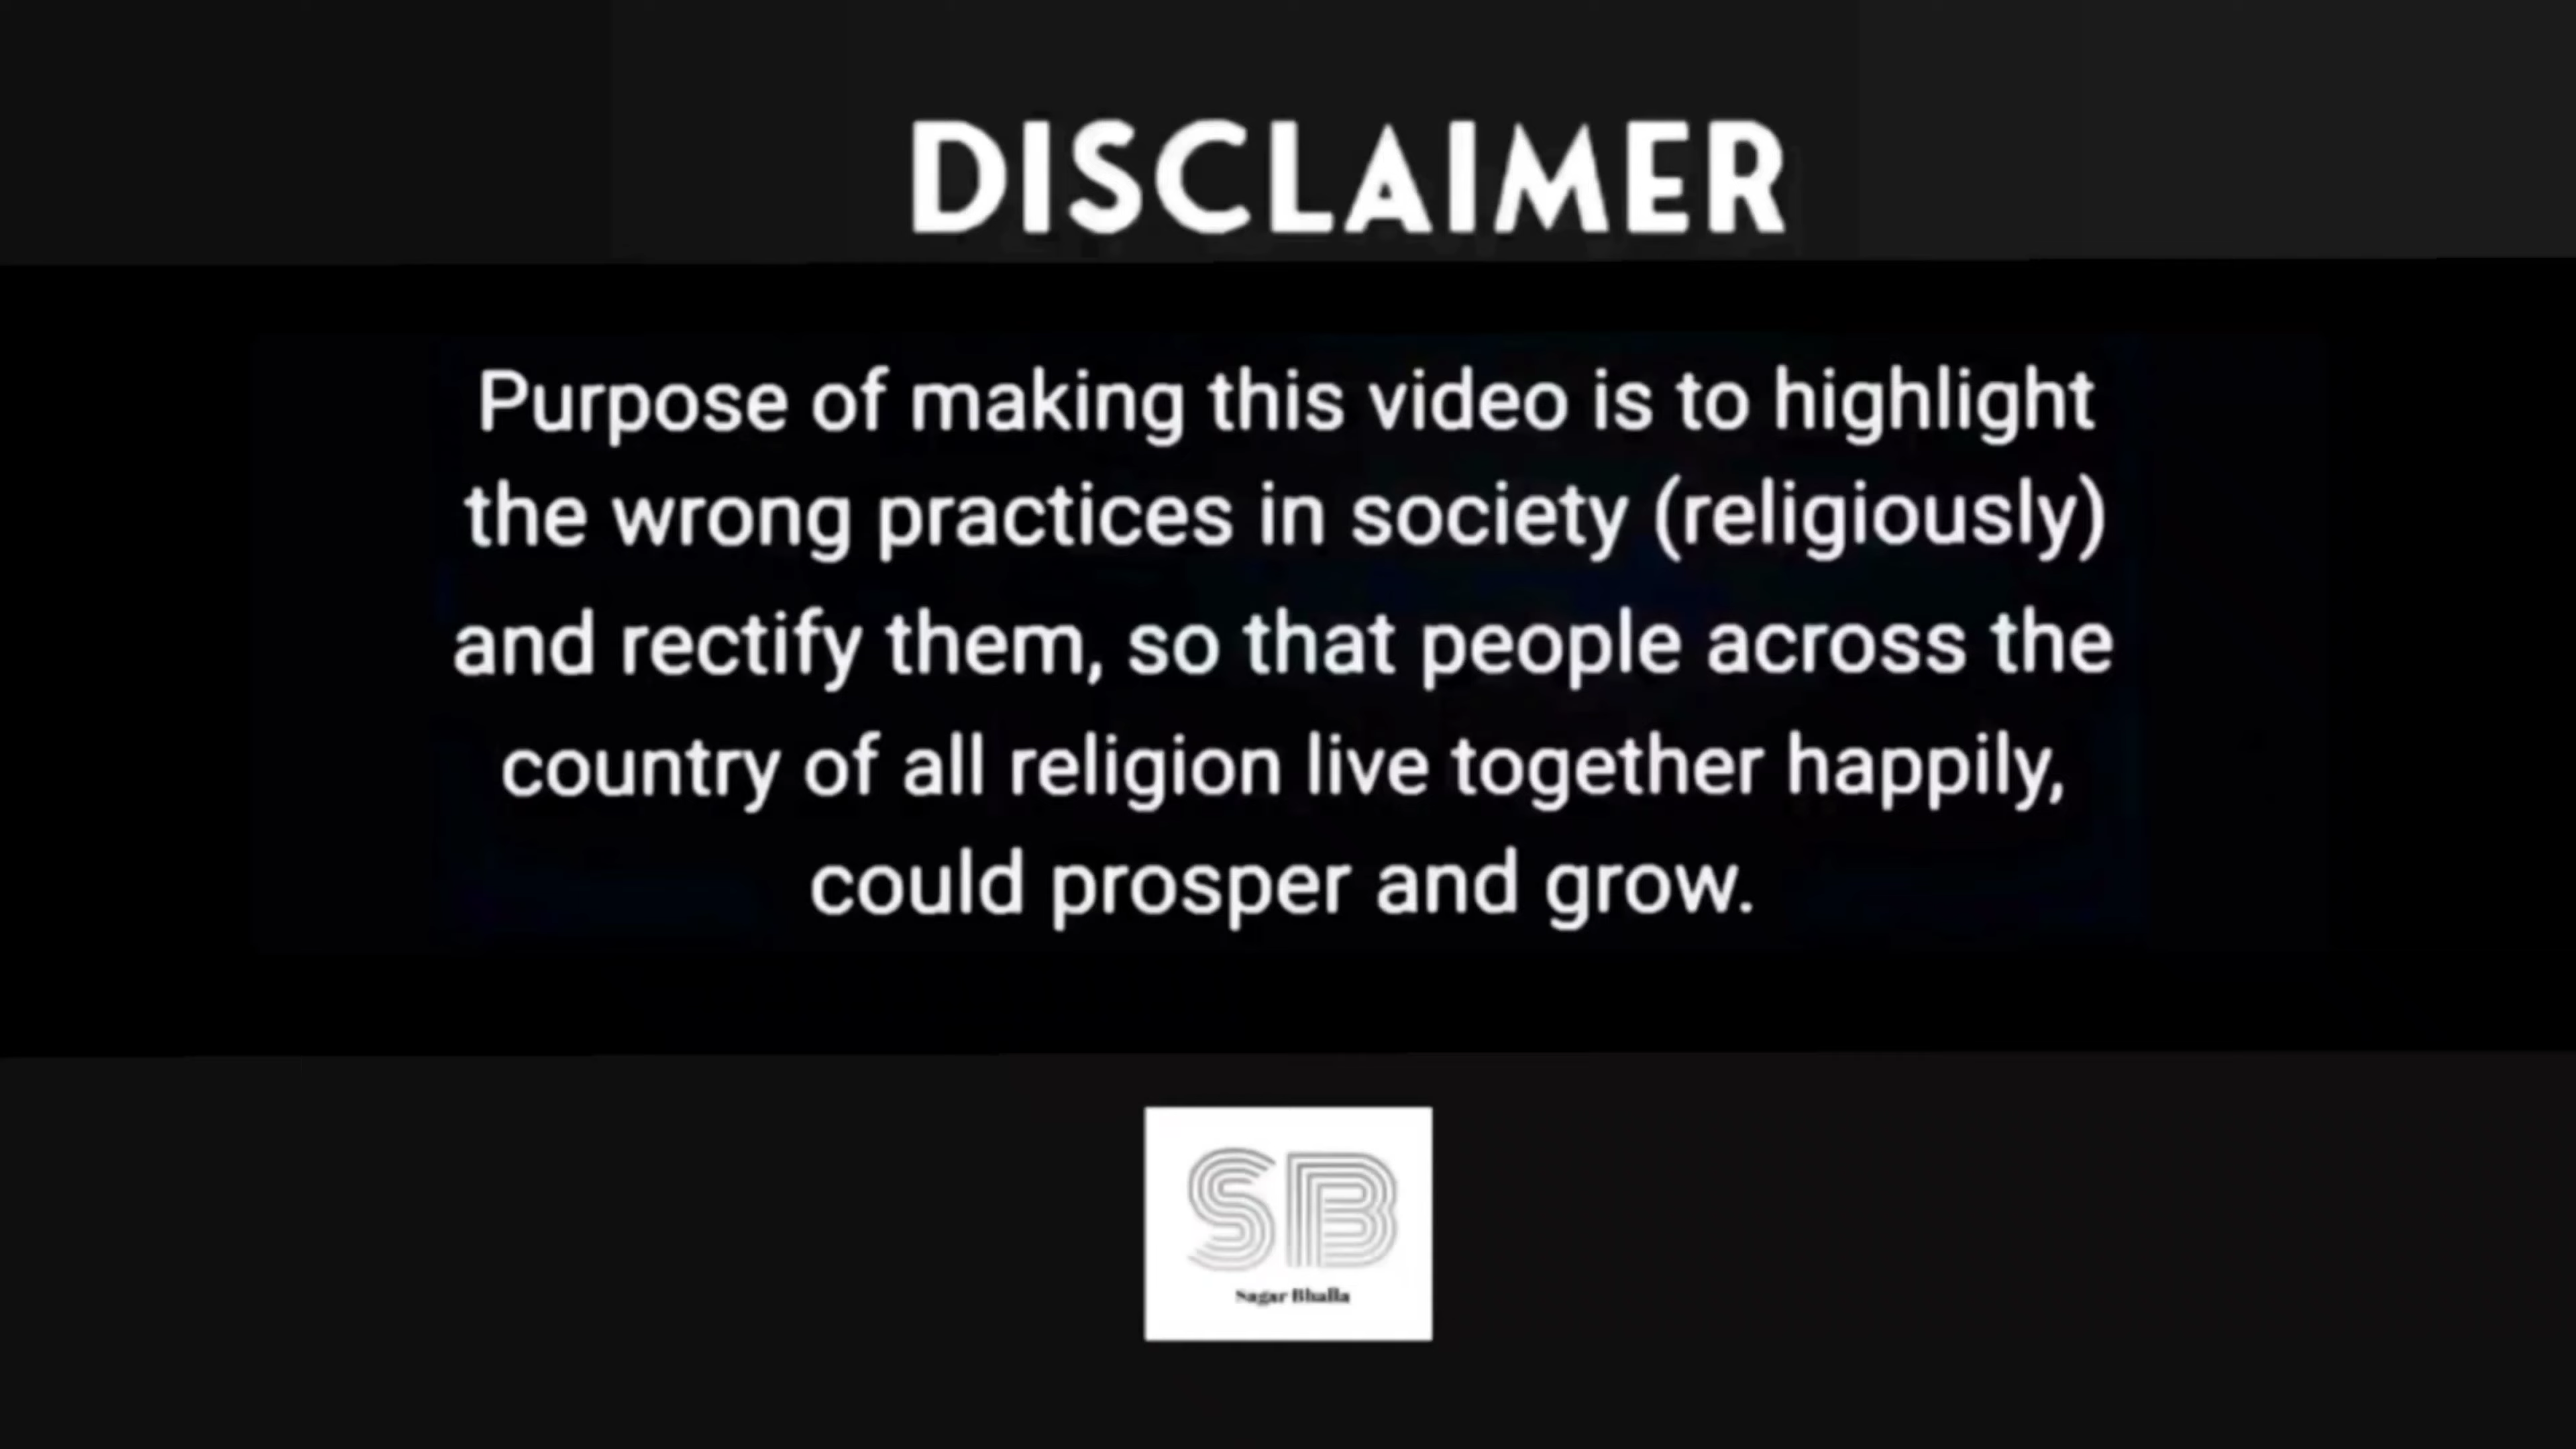 DISCLAIMER
Purpose of making this video is to highlight
the wrong practices in society (religiously)
and rectify them, so that people across the
country of all religion live together happily,
could prosper and grow.
SB
Sagar Bhalla